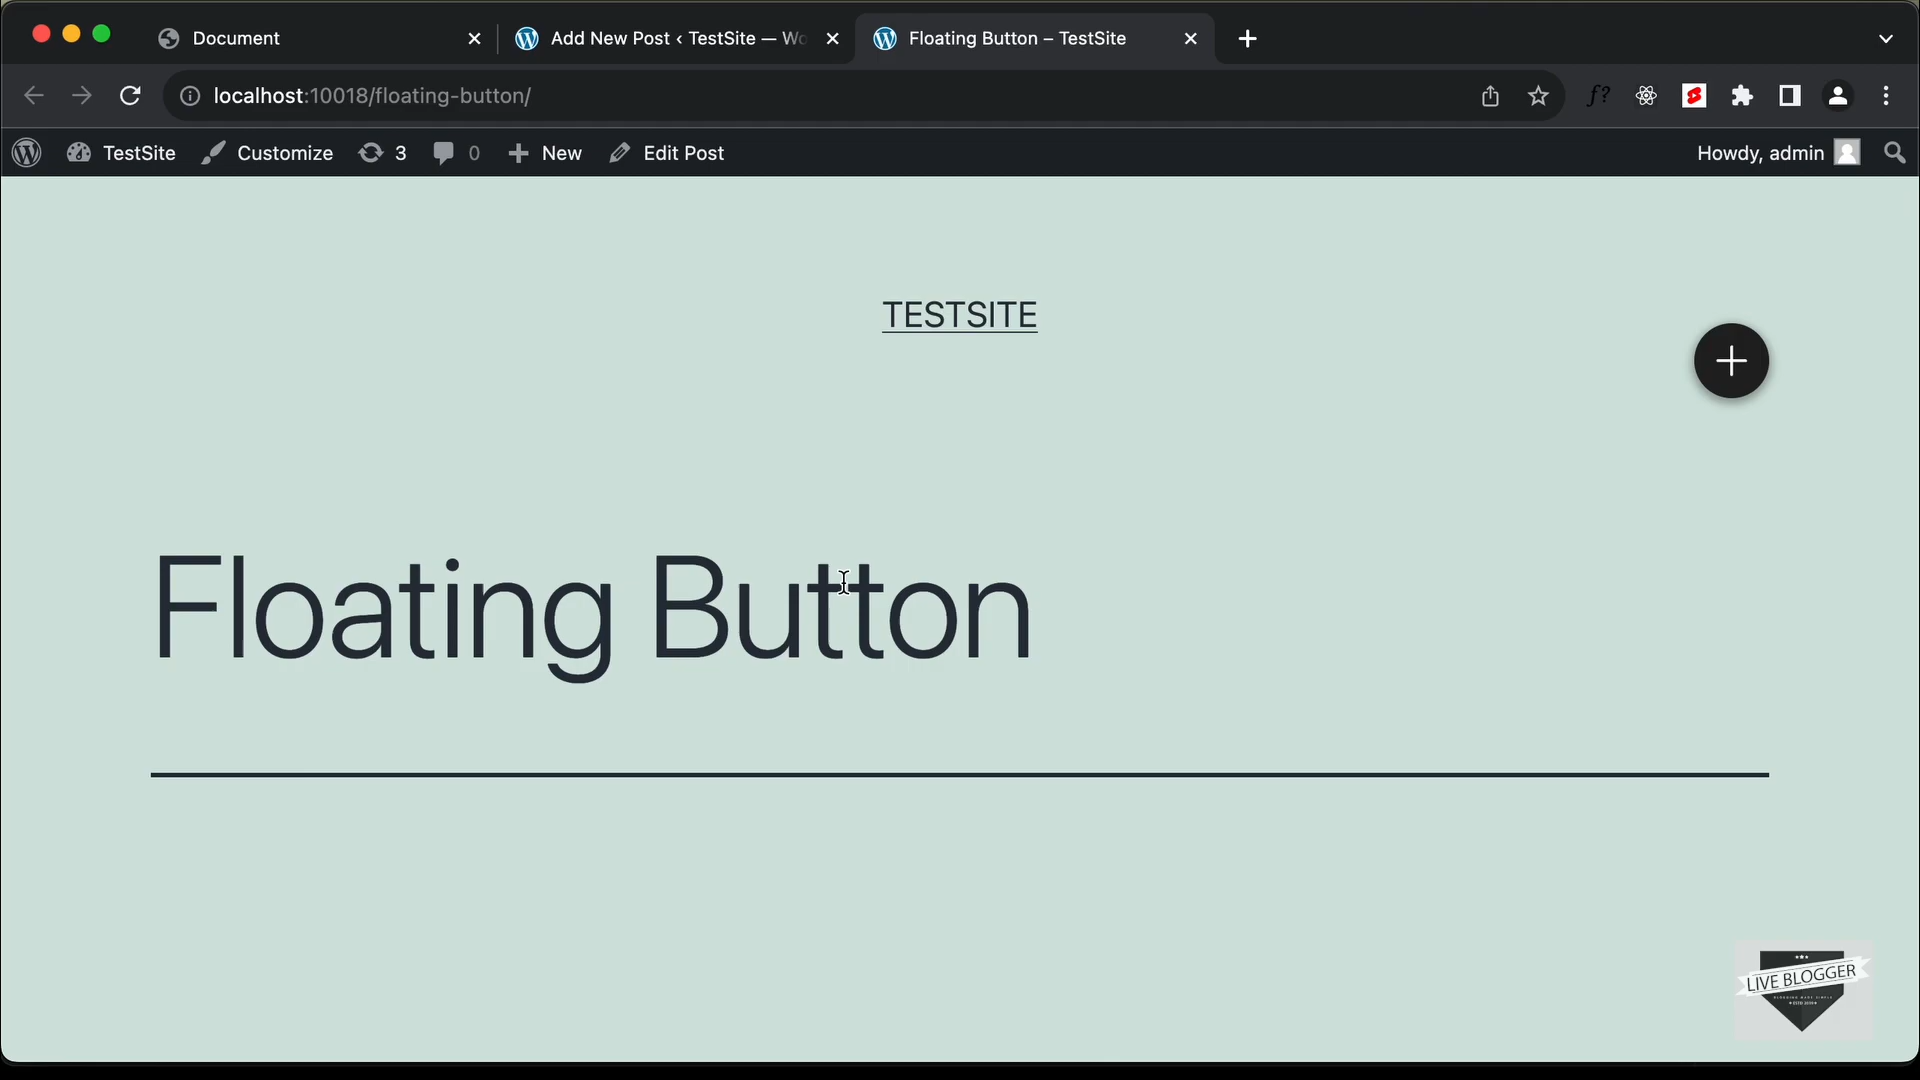 Document
Add New Post ‹ TestSite — Wo
Floating Button – TestSite
localhost:10018/floating-button/
f?
TestSite
Customize
3
0
New
Edit Post
Howdy, admin
TESTSITE
Floating Button
LIVE BLOGGER